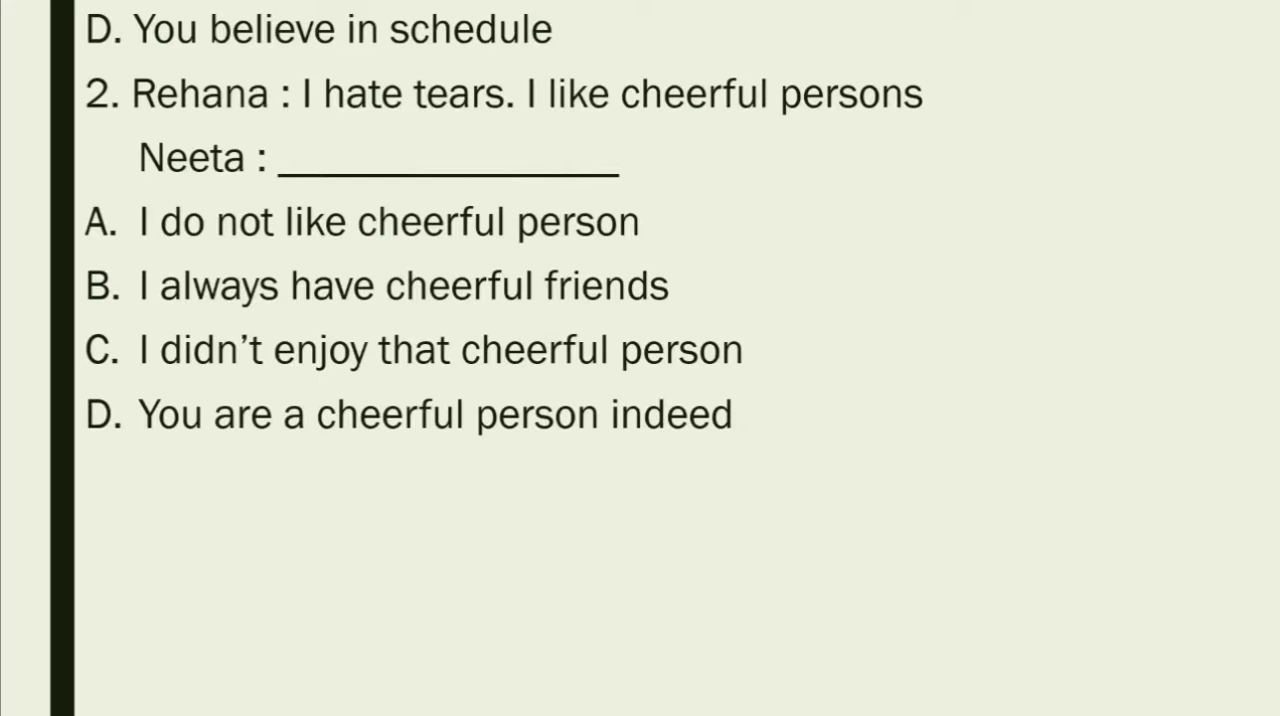 D. You believe in schedule
2. Rehana : I hate tears. I like cheerful persons
Neeta : _________________
A. I do not like cheerful person
B. I always have cheerful friends
C. I didn’t enjoy that cheerful person
D. You are a cheerful person indeed